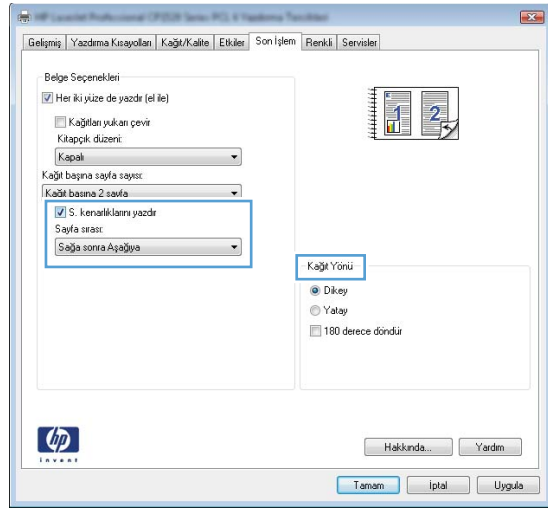 Gelişmiş Yazdırma Kısayolları Kağıt/Kalite Etkiler Son İşlem Renkli Servisler
Belge Seçenekleri
Her iki yüze de yazdır (el ile)
Kağıtları yukarı çevir
Kitapçık düzeni:
Kapalı
Kağıt başına sayfa sayısı:
Kağıt başına 2 sayfa
S. kenarlıklarını yazdır
Sayfa sırası:
Sağa sonra Aşağıya
1 2
Kağıt Yönü
Dikey
Yatay
180 derece döndür
hp
invent
Hakkında... Yardım
Tamam İptal Uygula